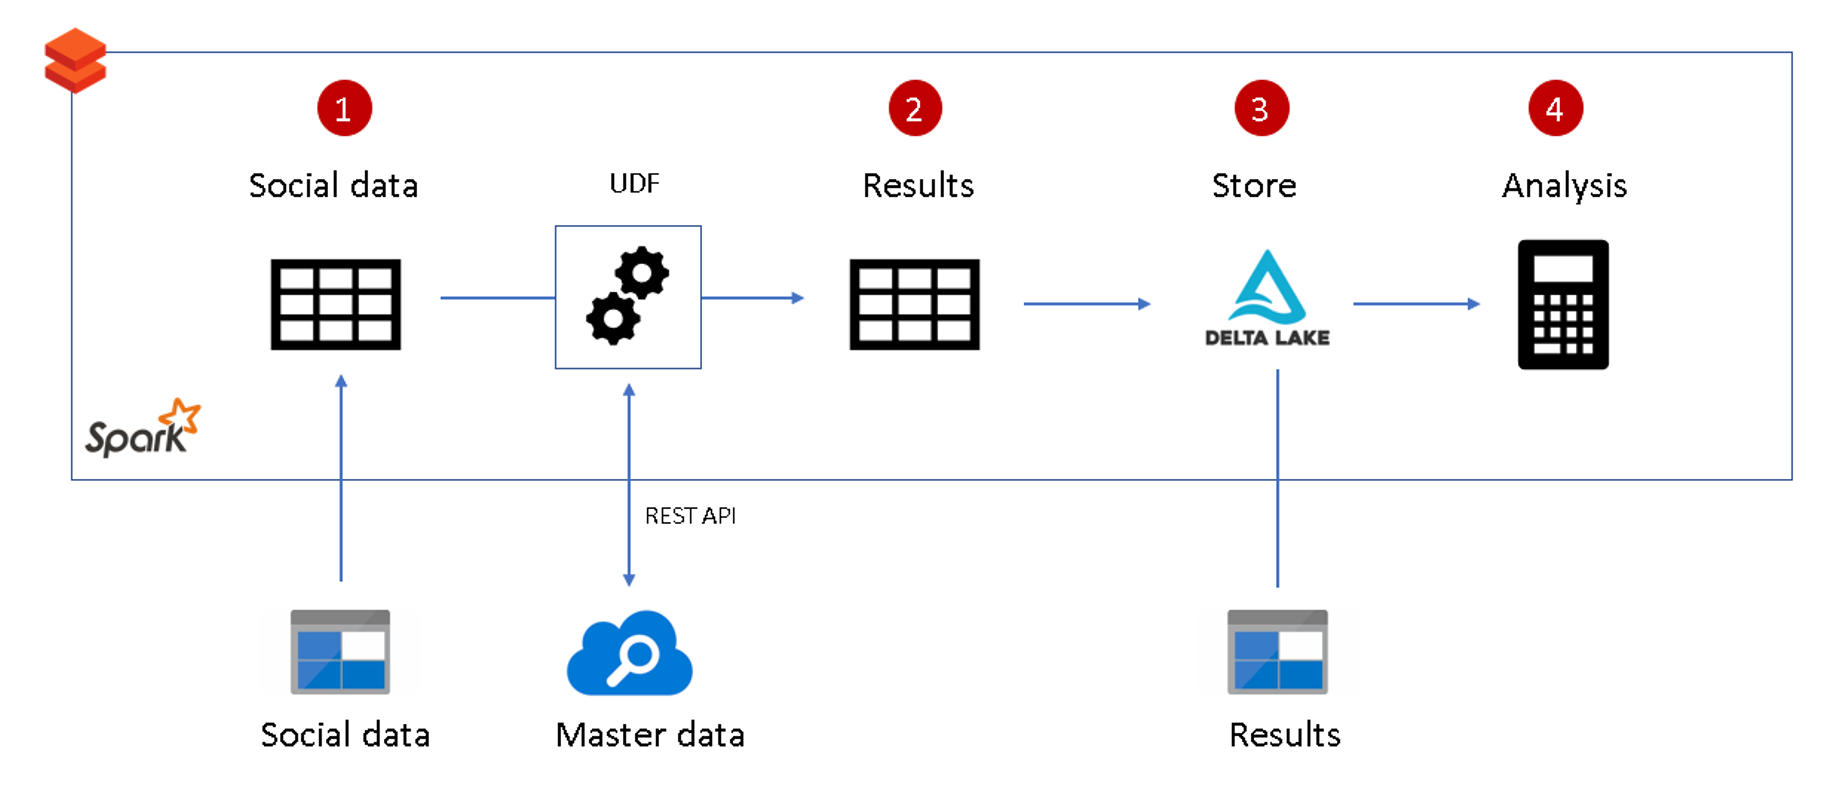 1
2
3
4
Social data
UDF
Results
Store
Analysis
DELTA LAKE
Spark
REST API
Social data
Master data
Results